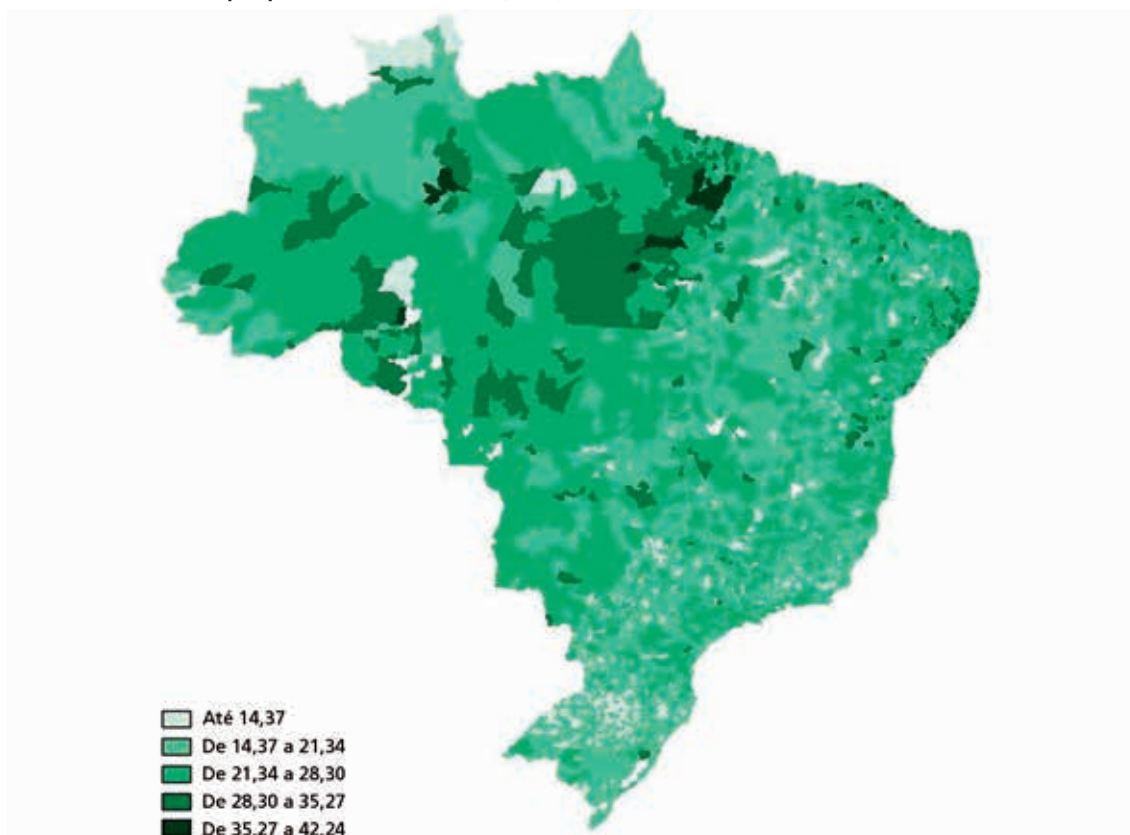 Até 14,37
De 14,37 a 21,34
De 21,34 a 28,30
De 28,30 a 35,27
De 35,27 a 42,24